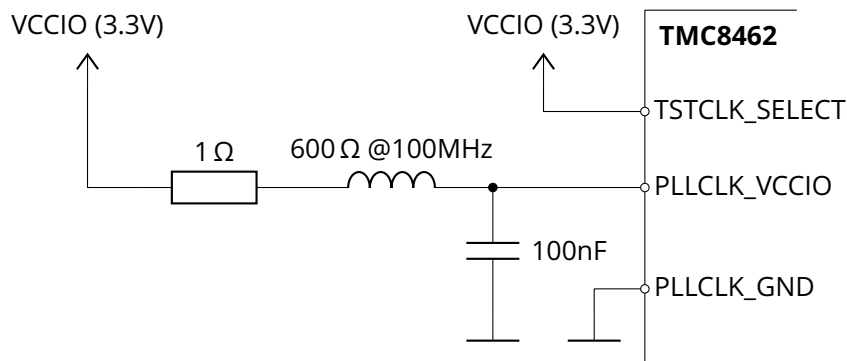 VCCIO (3.3V)
VCCIO (3.3V)
TMC8462
TSTCLK_SELECT
1 Ω
600 Ω @100MHz
PLLCLK_VCCIO
100nF
PLLCLK_GND